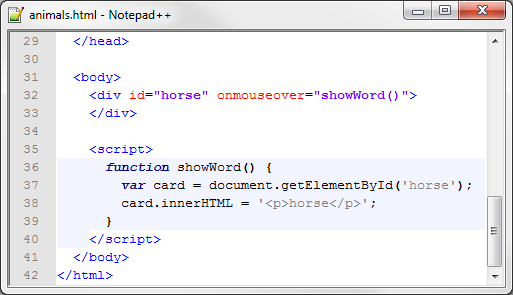 animals.html - Notepad++
29 </head>
30
31 <body>
32 <div id="horse" onmouseover="showWord()">
33 </div>
34
35 <script>
36 function showWord() {
37 var card = document.getElementById('horse');
38 card.innerHTML = '<p>horse</p>';
39 }
40 </script>
41 </body>
42 </html>